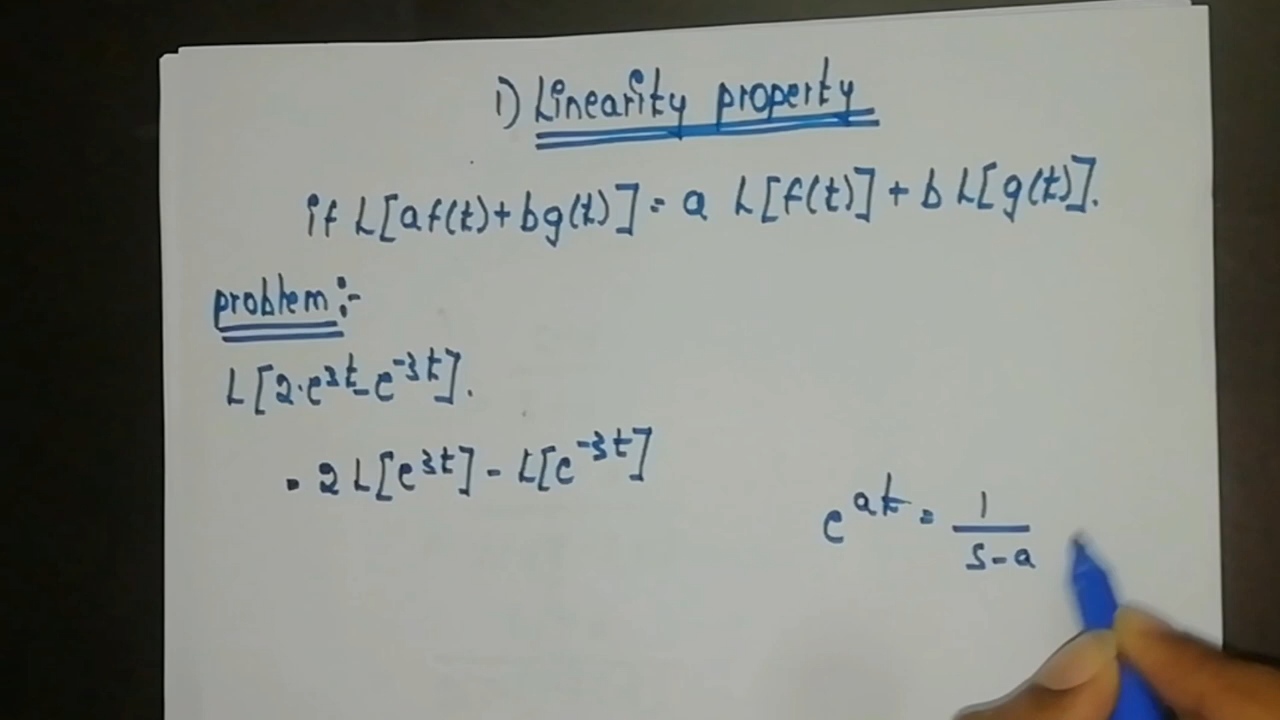 1) Linearity property
if L[af(t)+bg(t)] = a L[f(t)] + b L[g(t)].
problem:-
L[2·e^3t - e^-3t].
= 2 L[e^3t] - L[e^-3t]
e^at = 1/(s-a)